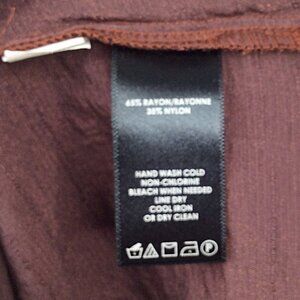 65% RAYON/RAYONNE
35% NYLON
HAND WASH COLD
NON-CHLORINE
BLEACH WHEN NEEDED
LINE DRY
COOL IRON
OR DRY CLEAN